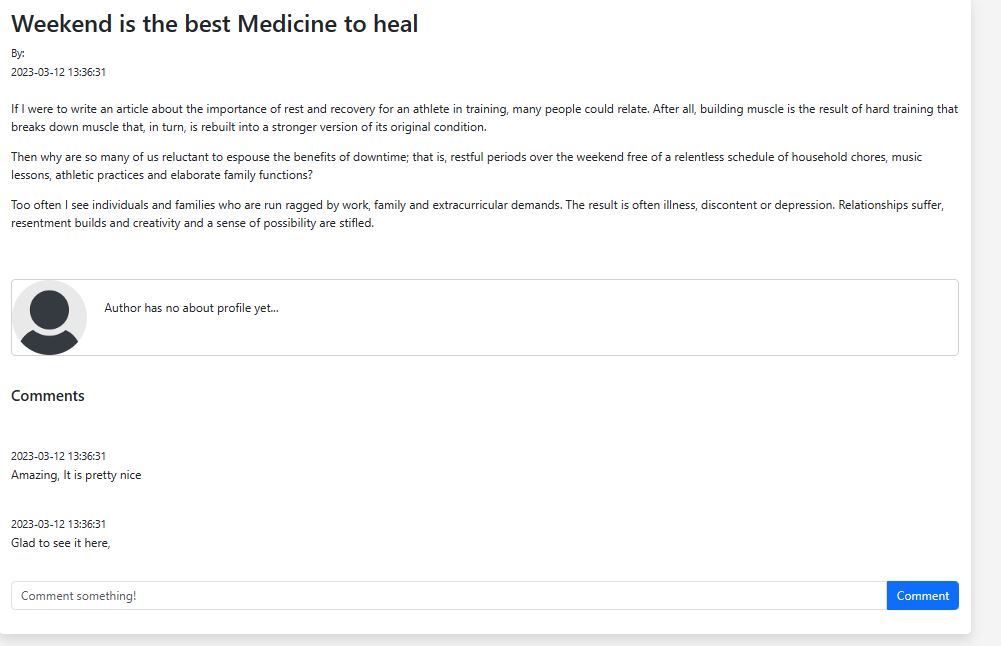 Weekend is the best Medicine to heal
By:
2023-03-12 13:36:31
If I were to write an article about the importance of rest and recovery for an athlete in training, many people could relate. After all, building muscle is the result of hard training that
breaks down muscle that, in turn, is rebuilt into a stronger version of its original condition.
Then why are so many of us reluctant to espouse the benefits of downtime; that is, restful periods over the weekend free of a relentless schedule of household chores, music
lessons, athletic practices and elaborate family functions?
Too often I see individuals and families who are run ragged by work, family and extracurricular demands. The result is often illness, discontent or depression. Relationships suffer,
resentment builds and creativity and a sense of possibility are stifled.
Author has no about profile yet...
Comments
2023-03-12 13:36:31
Amazing, It is pretty nice
2023-03-12 13:36:31
Glad to see it here,
Comment something!
Comment